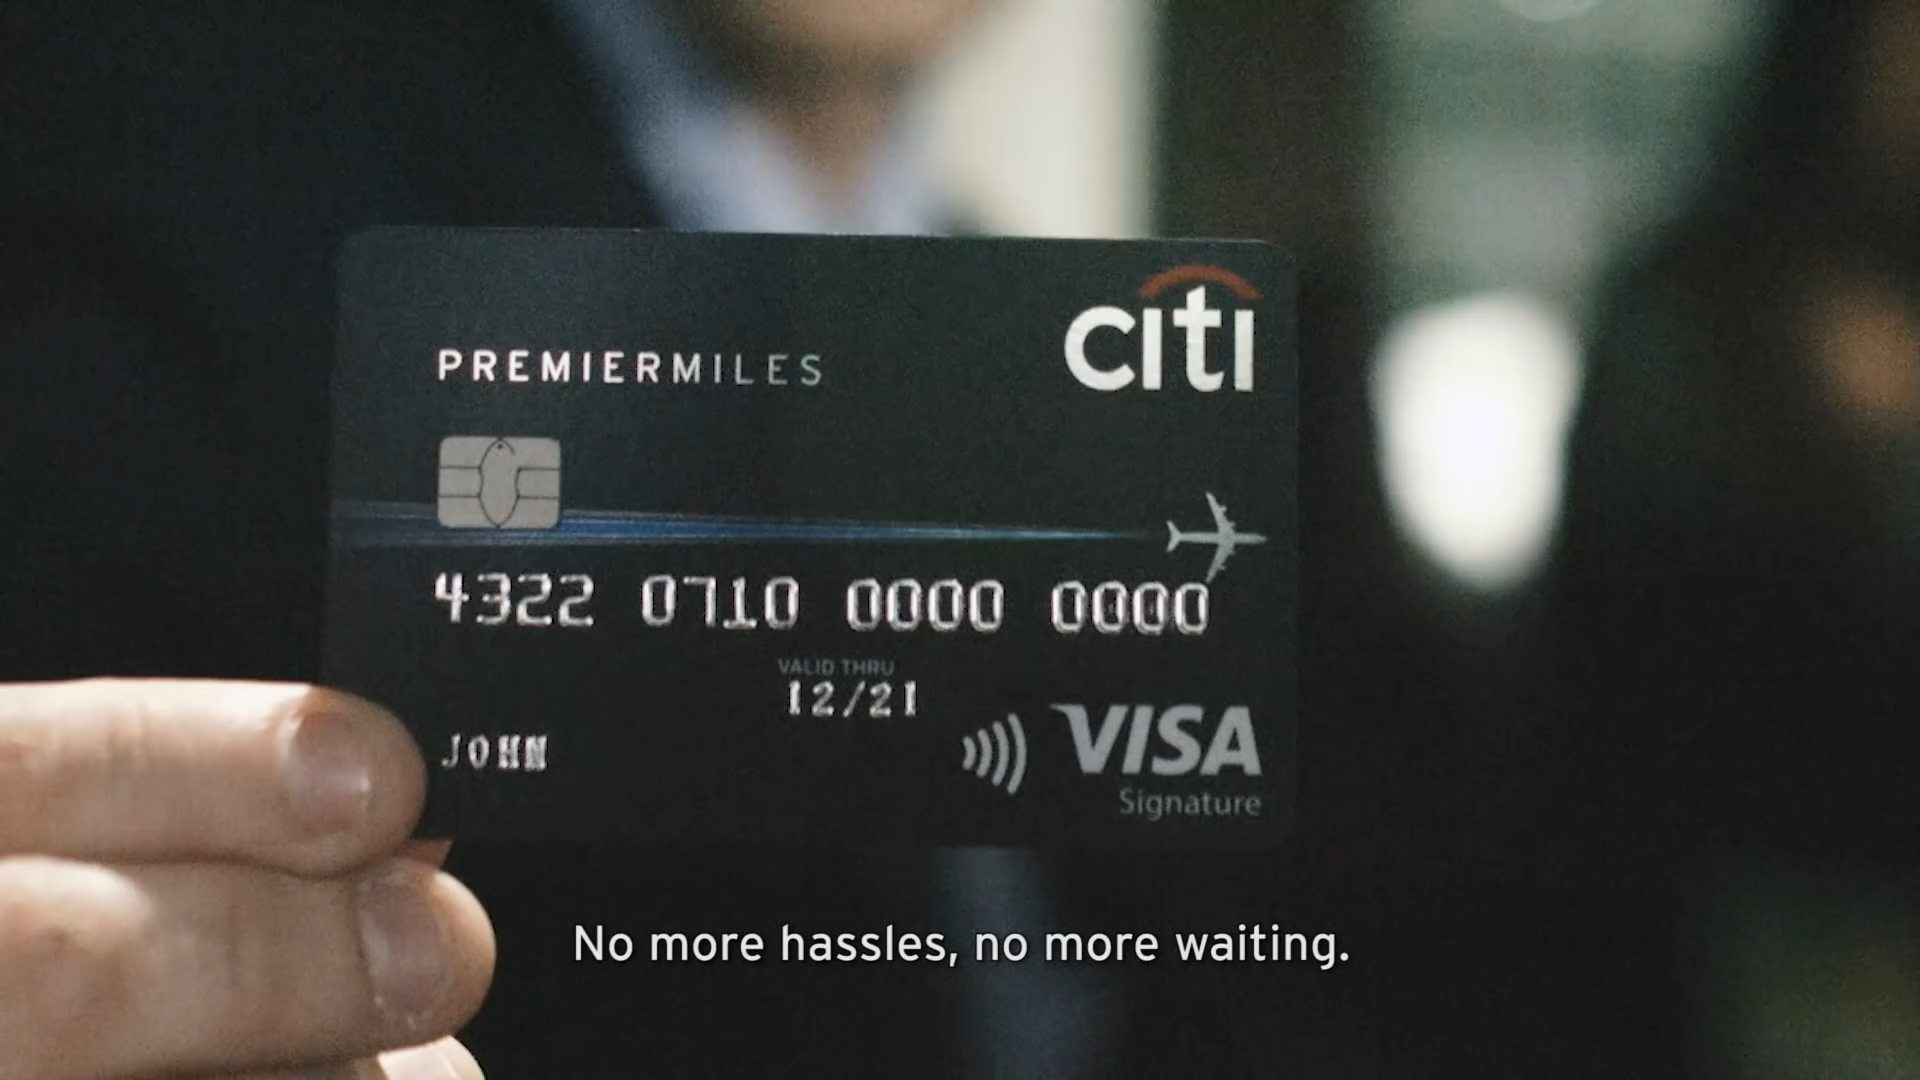 citi
PREMIERMILES
4322 0710 0000 0000
VALID THRU
12/21
JOHN
VISA
Signature
No more hassles, no more waiting.